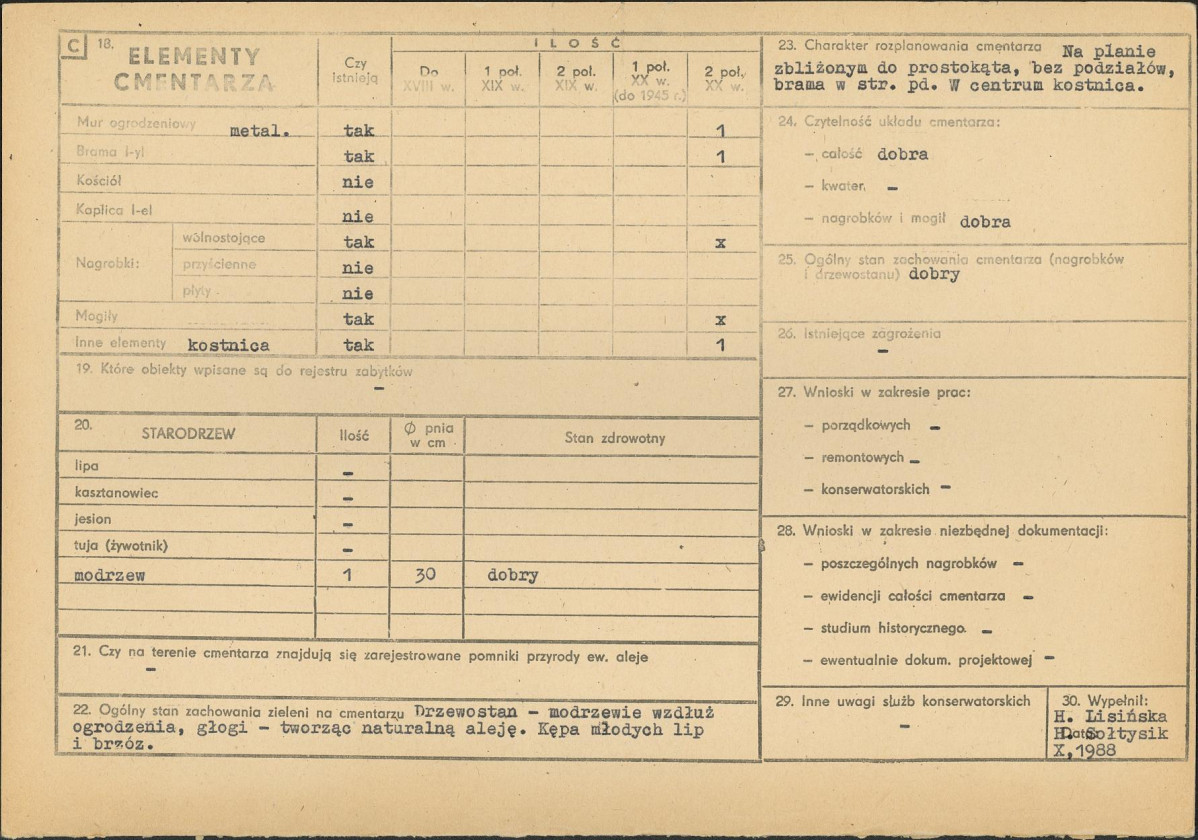 C 18. ELEMENTY CMENTARZA
Czy istnieją
ILOŚĆ
Do XVIII w.
1 poł. XIX w.
2 poł. XIX w.
1 poł. XX w. (do 1945 r.)
2 poł. XX w.
Mur ogrodzeniowy metal. tak 1
Brama I-yl tak 1
Kościół nie
Kaplica I-el nie
Nagrobki:
wolnostojące tak x
przyścienne nie
płyty nie
Mogiły tak x
Inne elementy kostnica tak 1
19. Które obiekty wpisane są do rejestru zabytków
–
20. STARODRZEW Ilość Ø pnia w cm Stan zdrowotny
lipa –
kasztanowiec –
jesion –
tuja (żywotnik) –
modrzew 1 30 dobry
21. Czy na terenie cmentarza znajdują się zarejestrowane pomniki przyrody ew. aleje
–
22. Ogólny stan zachowania zieleni na cmentarzu Drzewostan – modrzewie wzdłuż
ogrodzenia, głogi – tworząc naturalną aleję. Kępa młodych lip
i brzóz.
23. Charakter rozplanowania cmentarza Na planie
zbliżonym do prostokąta, bez podziałów,
brama w str. pd. W centrum kostnica.
24. Czytelność układu cmentarza:
– całość dobra
– kwater. –
– nagrobków i mogił dobra
25. Ogólny stan zachowania cmentarza (nagrobków
i drzewostanu) dobry
26. Istniejące zagrożenia
–
27. Wnioski w zakresie prac:
– porządkowych –
– remontowych –
– konserwatorskich –
28. Wnioski w zakresie niezbędnej dokumentacji:
– poszczególnych nagrobków –
– ewidencji całości cmentarza –
– studium historycznego. –
– ewentualnie dokum. projektowej –
29. Inne uwagi służb konserwatorskich
–
30. Wypełnił:
H. Lisińska
H. Sołtysik
X,1988